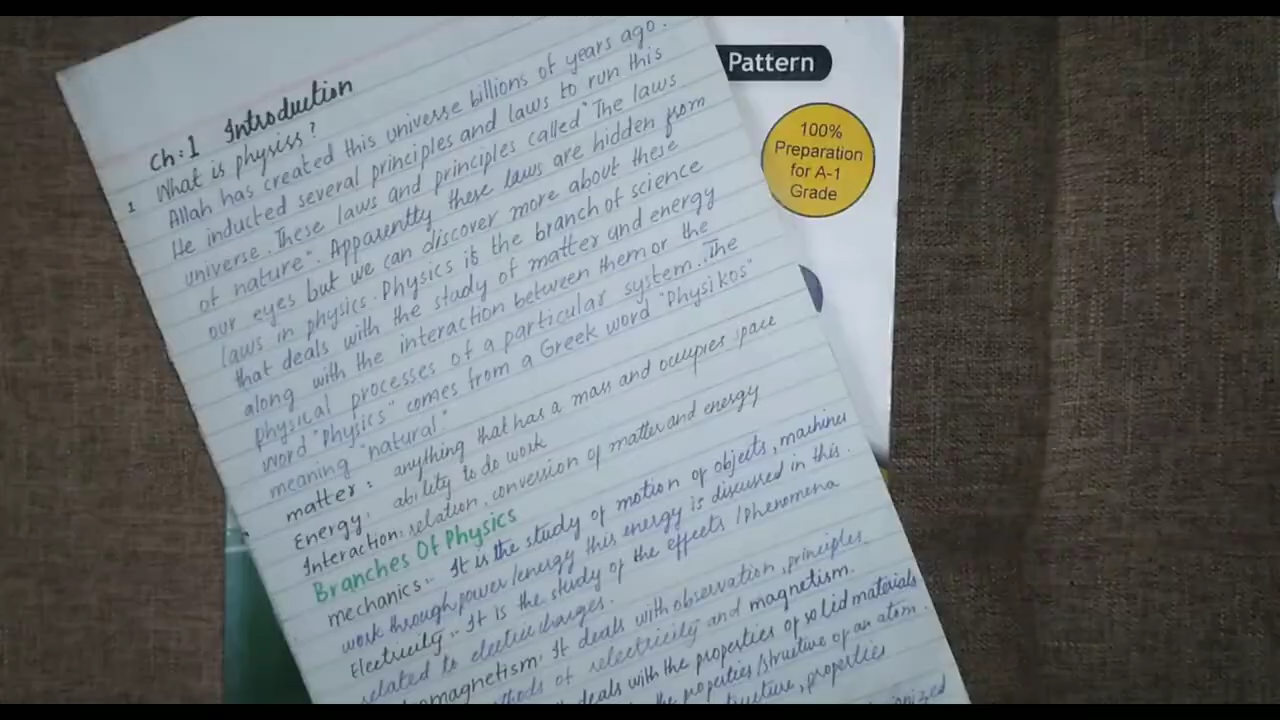 Ch:1 Introduction
What is physics?
1 Allah has created this universe billions of years ago.
He inducted several principles and laws to run this
universe. These laws and principles called "The laws
of nature". Apparently these laws are hidden from
our eyes but we can discover more about these
laws in physics. Physics is the branch of science
that deals with the study of matter and energy
along with the interaction between them or the
physical processes of a particular system. The
word "Physics" comes from a Greek word "Physikos"
meaning "natural"
matter: anything that has a mass and occupies space
Energy: ability to do work
Interaction: relation, conversion of matter and energy
Branches Of Physics
mechanics:- It is the study of motion of objects, machines
work through power/energy this energy is discussed in this.
Electricity:- It is the study of the effects/Phenomena
related to electric charges.
It deals with observation, principles
of electricity and magnetism.
deals with the properties of solid materials
the properties/structure of an atom.
structure, properties
Pattern
100%
Preparation
for A-1
Grade